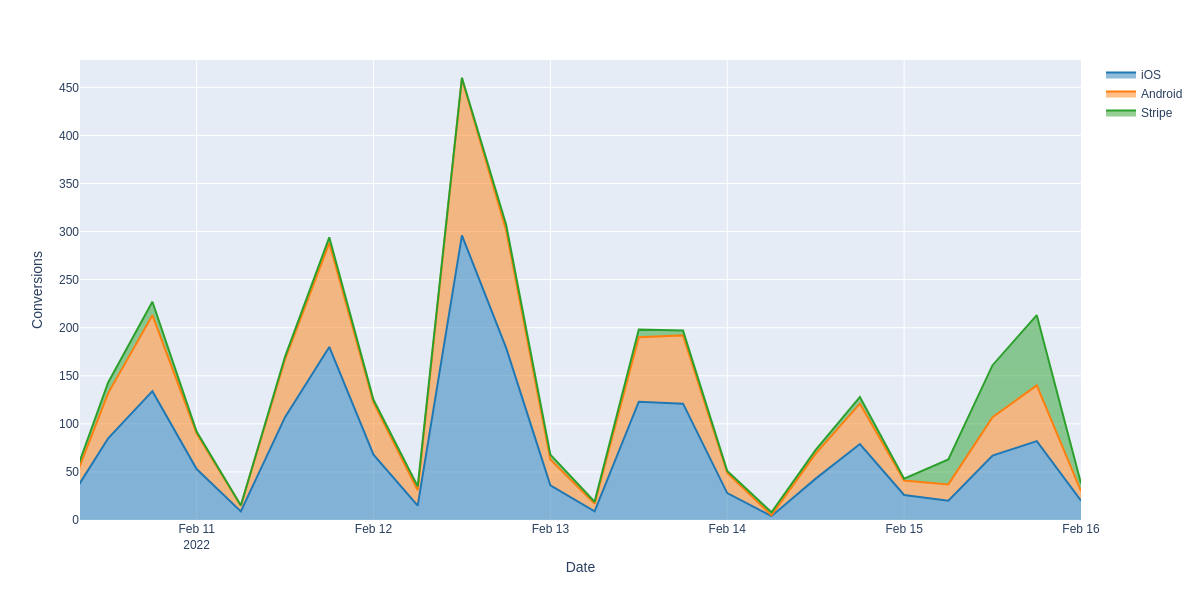 iOS
Android
Stripe
Conversions
450
400
350
300
250
200
150
100
50
0
Feb 11
2022
Feb 12
Feb 13
Feb 14
Feb 15
Feb 16
Date